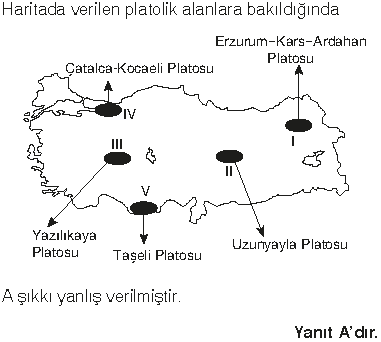 Haritada verilen platolik alanlara bakıldığında
Erzurum-Kars-Ardahan
Platosu
Çatalca-Kocaeli Platosu
IV
I
III
II
V
Yazılıkaya
Platosu
Taşeli Platosu
Uzunyayla Platosu
A şıkkı yanlış verilmiştir.
Yanıt A'dır.